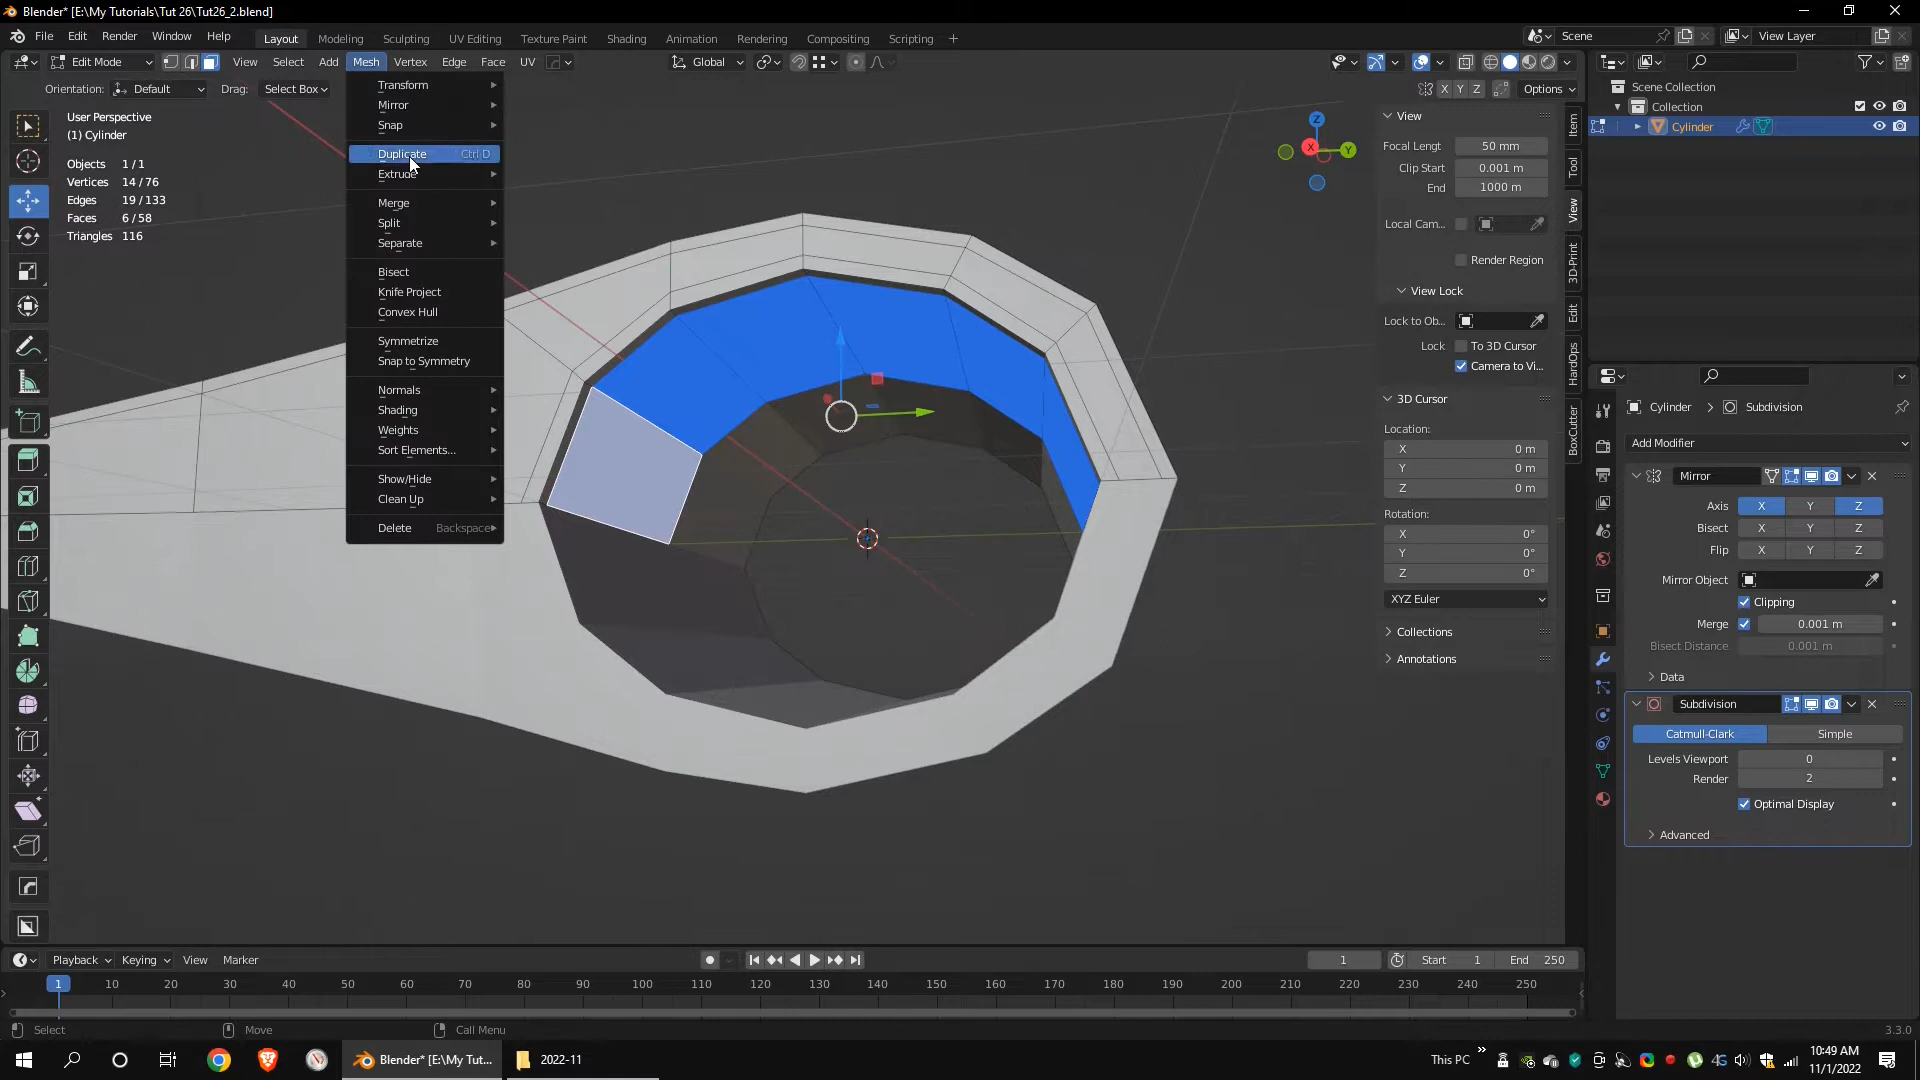 Blender* [E:\My Tutorials\Tut 26\Tut26_2.blend]
File Edit Render Window Help Layout Modeling Sculpting UV Editing Texture Paint Shading Animation Rendering Compositing Scripting Scene View Layer
Edit Mode View Select Add Mesh Vertex Edge Face UV Global
Orientation: Default Drag: Select Box X Y Z Options
User Perspective
(1) Cylinder
Objects 1 / 1
Vertices 14 / 76
Edges 19 / 133
Faces 6 / 58
Triangles 116
Transform
Mirror
Snap
Duplicate Ctrl D
Extrude
Merge
Split
Separate
Bisect
Knife Project
Convex Hull
Symmetrize
Snap to Symmetry
Normals
Shading
Weights
Sort Elements...
Show/Hide
Clean Up
Delete Backspace
Z
X
Y
View
Focal Lengt 50 mm
Clip Start 0.001 m
End 1000 m
Local Cam...
Render Region
View Lock
Lock to Ob...
Lock To 3D Cursor
Camera to Vi...
3D Cursor
Location:
X 0 m
Y 0 m
Z 0 m
Rotation:
X 0°
Y 0°
Z 0°
XYZ Euler
Collections
Annotations
Item
Tool
View
3D-Print
Edit
HardOps
BoxCutter
Scene Collection
Collection
Cylinder
Cylinder Subdivision
Add Modifier
Mirror
Axis X Y Z
Bisect X Y Z
Flip X Y Z
Mirror Object
Clipping
Merge 0.001 m
Bisect Distance 0.001 m
Data
Subdivision
Catmull-Clark Simple
Levels Viewport 0
Render 2
Optimal Display
Advanced
Playback Keying View Marker 1 Start 1 End 250
1 10 20 30 40 50 60 70 80 90 100 110 120 130 140 150 160 170 180 190 200 210 220 230 240 250
Select Move Call Menu 3.3.0
Blender* [E:\My Tut... 2022-11 This PC 4G 10:49 AM
11/1/2022